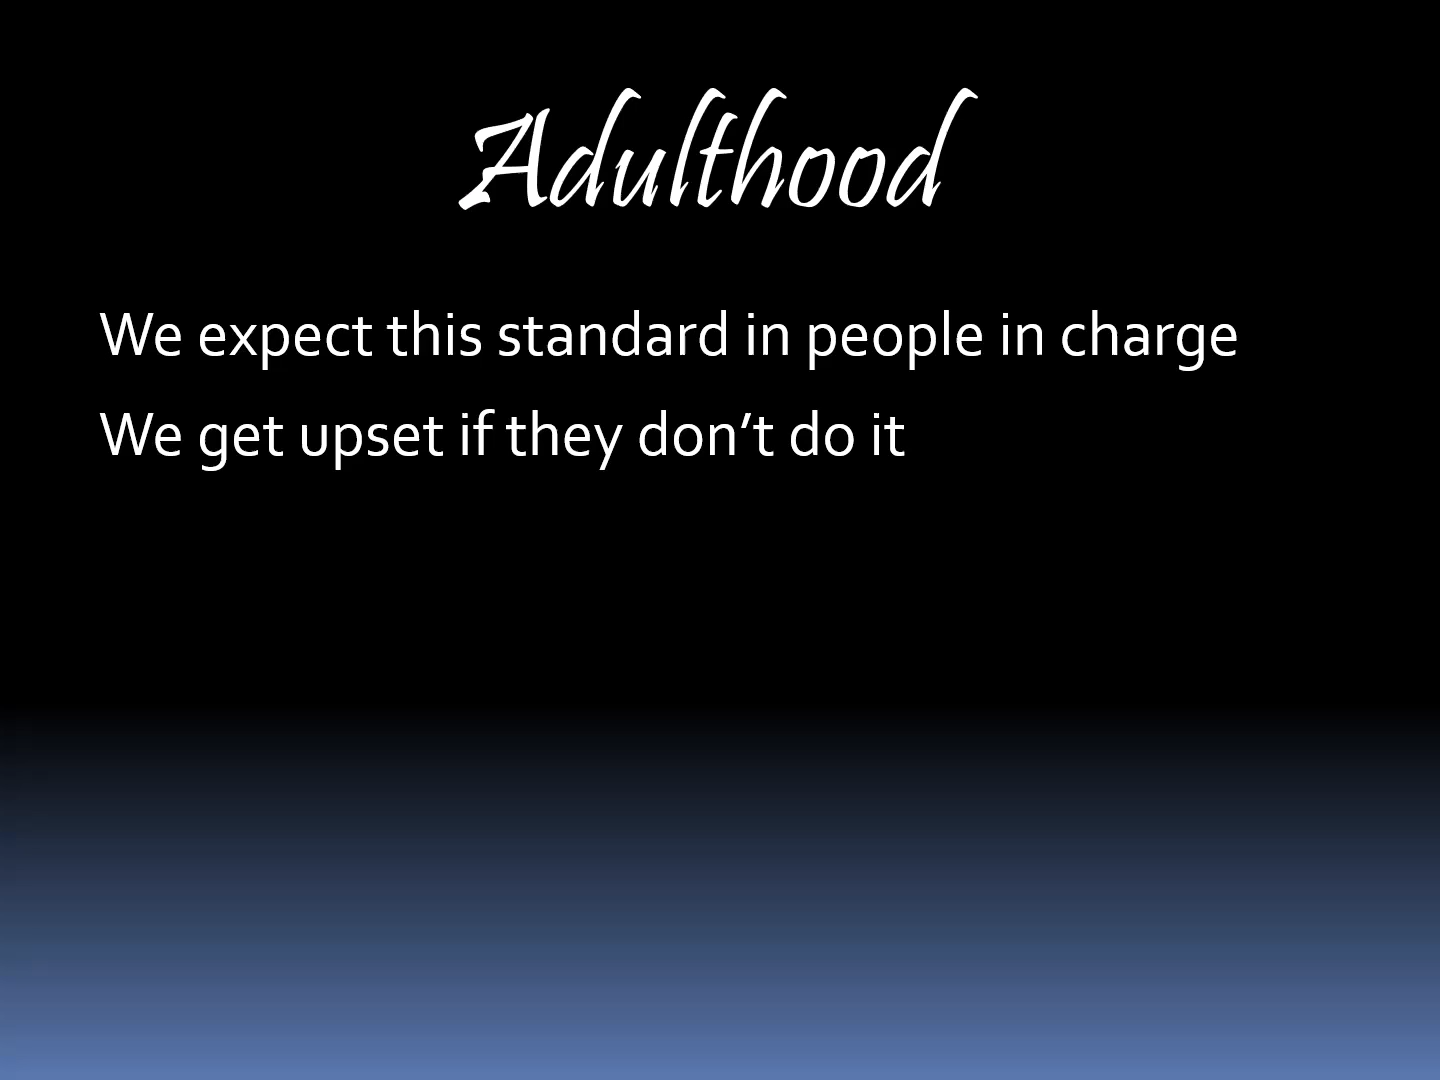 Adulthood
We expect this standard in people in charge
We get upset if they don’t do it